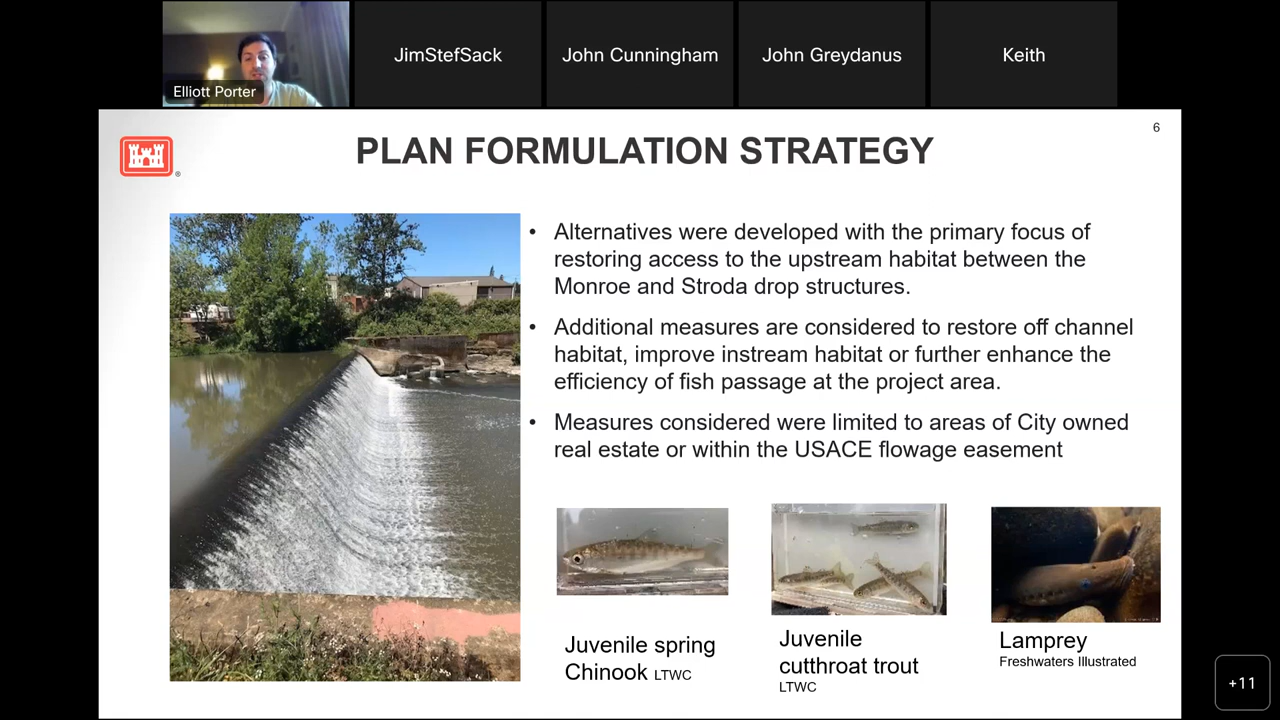 Elliott Porter
JimStefSack
John Cunningham
John Greydanus
Keith
6
PLAN FORMULATION STRATEGY
®
• Alternatives were developed with the primary focus of
restoring access to the upstream habitat between the
Monroe and Stroda drop structures.
• Additional measures are considered to restore off channel
habitat, improve instream habitat or further enhance the
efficiency of fish passage at the project area.
• Measures considered were limited to areas of City owned
real estate or within the USACE flowage easement
Juvenile spring
Chinook LTWC
Juvenile
cutthroat trout
LTWC
Lamprey
Freshwaters Illustrated
+11